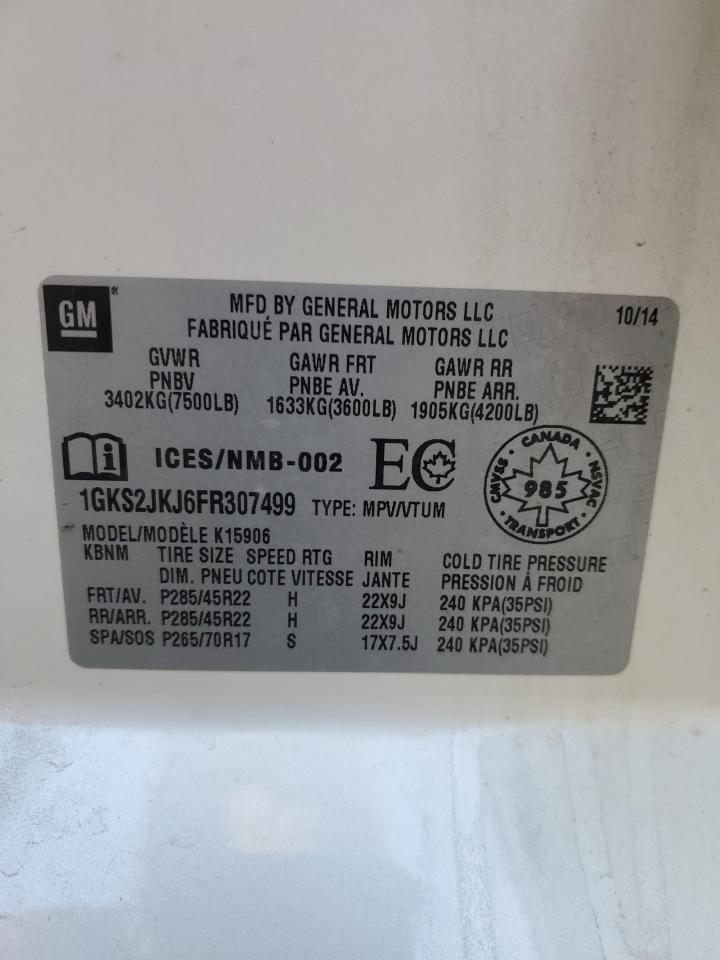 GM
MFD BY GENERAL MOTORS LLC
10/14
FABRIQUÉ PAR GENERAL MOTORS LLC
GVWR GAWR FRT GAWR RR
PNBV PNBE AV. PNBE ARR.
3402KG(7500LB) 1633KG(3600LB) 1905KG(4200LB)
i ICES/NMB-002 EC
CANADA
CMVSS 985 NSVAC
TRANSPORT
1GKS2JKJ6FR307499 TYPE: MPV/VTUM
MODEL/MODÈLE K15906
KBNM TIRE SIZE SPEED RTG RIM COLD TIRE PRESSURE
DIM. PNEU COTE VITESSE JANTE PRESSION À FROID
FRT/AV. P285/45R22 H 22X9J 240 KPA(35PSI)
RR/ARR. P285/45R22 H 22X9J 240 KPA(35PSI)
SPA/SOS P265/70R17 S 17X7.5J 240 KPA(35PSI)